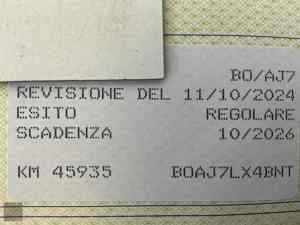 BO/AJ7
REVISIONE DEL 11/10/2024
ESITO REGOLARE
SCADENZA 10/2026
KM 45935 BOAJ7LX4BNT